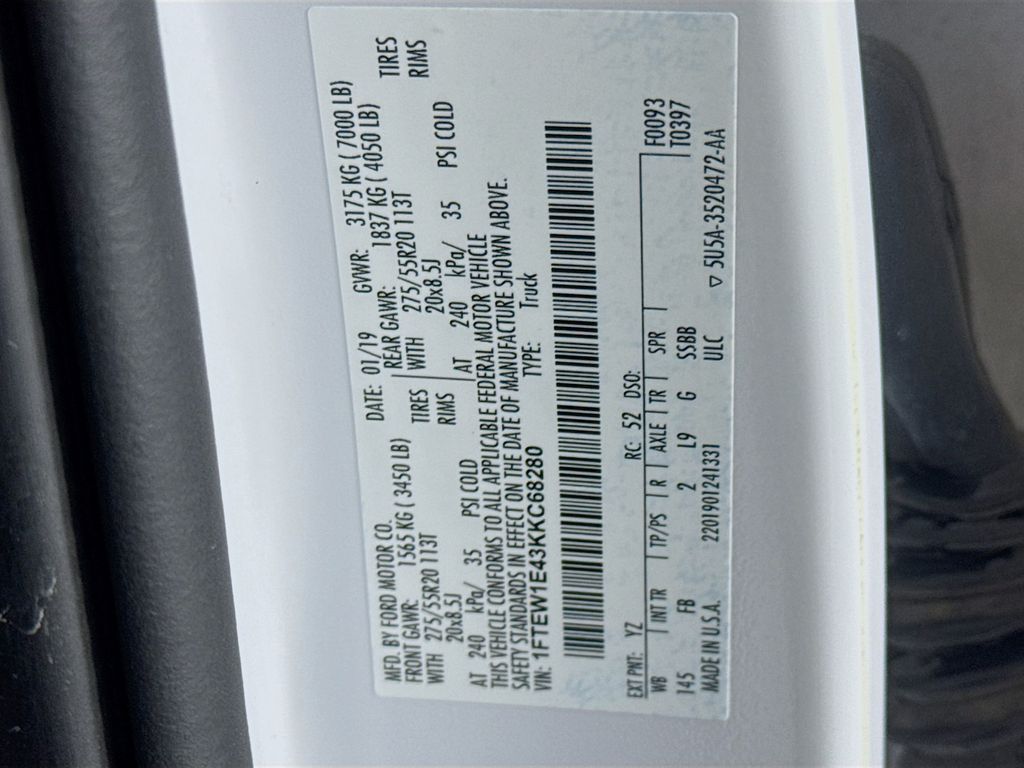 MFD. BY FORD MOTOR CO.
DATE: 01/19 GVWR: 3175 KG ( 7000 LB)
FRONT GAWR: 1565 KG ( 3450 LB) REAR GAWR: 1837 KG ( 4050 LB)
WITH 275/55R20 113T TIRES WITH 275/55R20 113T TIRES
20x8.5J RIMS 20x8.5J RIMS
AT 240 kPa/ 35 PSI COLD AT 240 kPa/ 35 PSI COLD
THIS VEHICLE CONFORMS TO ALL APPLICABLE FEDERAL MOTOR VEHICLE
SAFETY STANDARDS IN EFFECT ON THE DATE OF MANUFACTURE SHOWN ABOVE.
VIN: 1FTEW1E43KKC68280 TYPE: Truck
EXT PNT: YZ RC: 52 DSO: F0093
WB INT TR TP/PS R AXLE TR SPR T0397
145 FB 2 L9 G SSBB
MADE IN U.S.A. 2201901241331 ULC ▽ 5U5A-3520472-AA